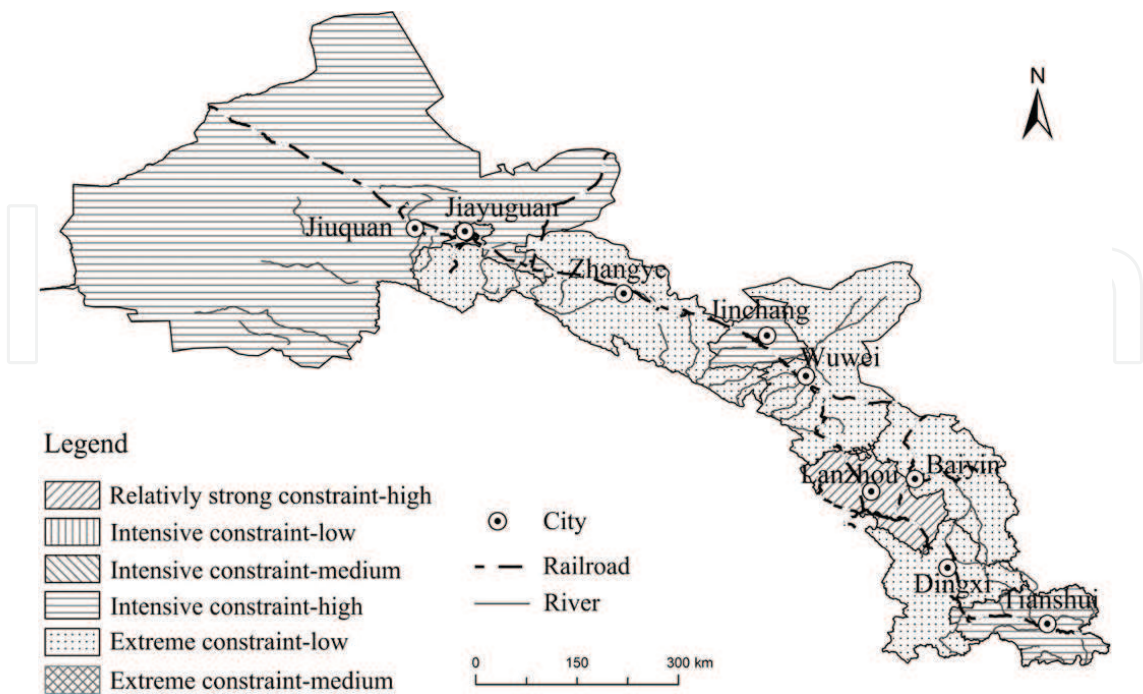 N
Jiayuguan
Jiuquan
Zhangye
Jinchang
Wuwei
LanZhou
Baiyin
Dingxi
Tianshui
Legend
Relativly strong constraint-high
Intensive constraint-low
Intensive constraint-medium
Intensive constraint-high
Extreme constraint-low
Extreme constraint-medium
City
Railroad
River
0 150 300 km